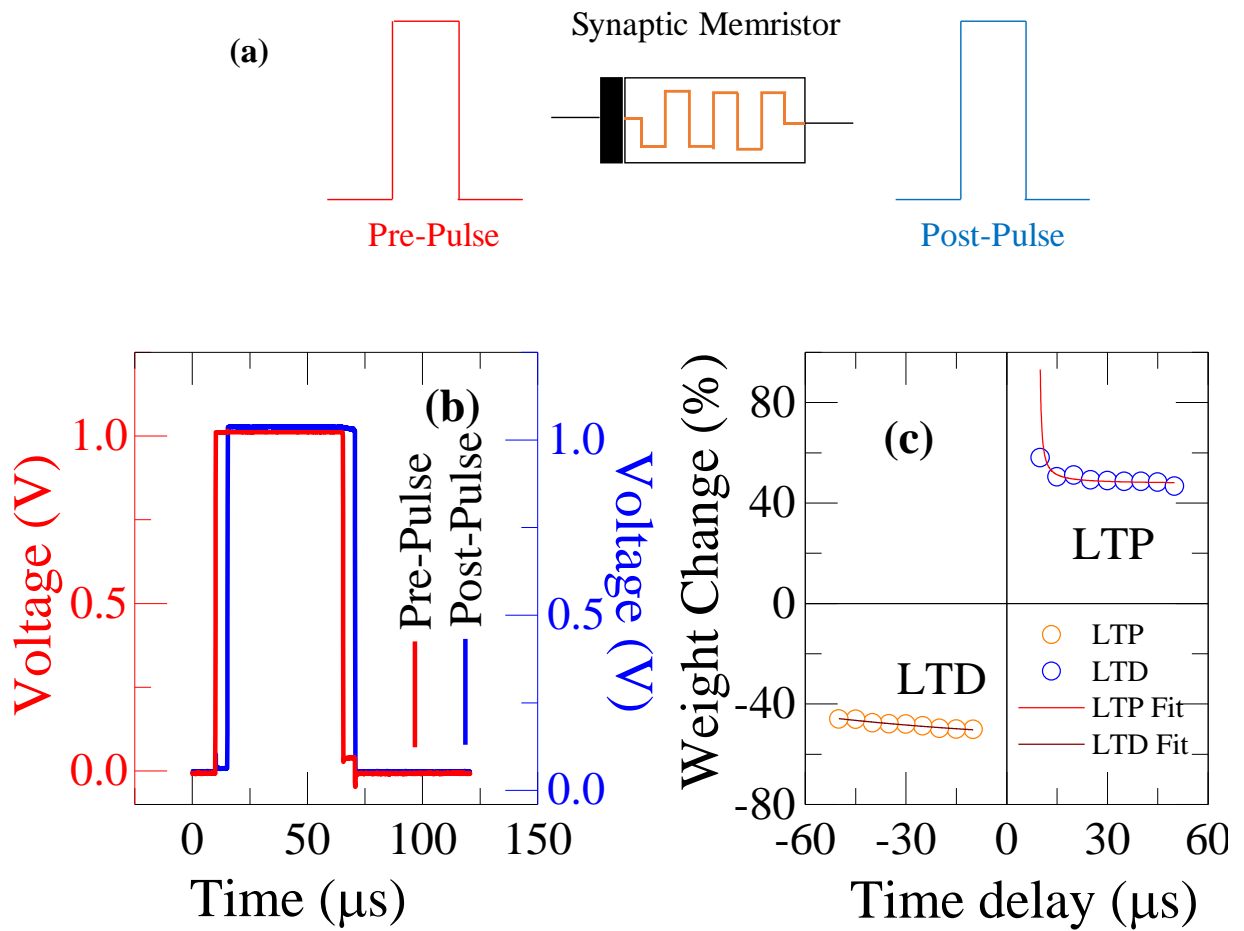 (a)
Synaptic Memristor
Pre-Pulse
Post-Pulse
(b)
Voltage (V)
1.0
0.5
0.0
Pre-Pulse
Post-Pulse
1.0
0.5
0.0
Voltage (V)
0
50
100
150
Time (μs)
(c)
Weight Change (%)
80
40
0
-40
-80
LTP
LTD
LTP
LTD
LTP Fit
LTD Fit
-60
-30
0
30
60
Time delay (μs)